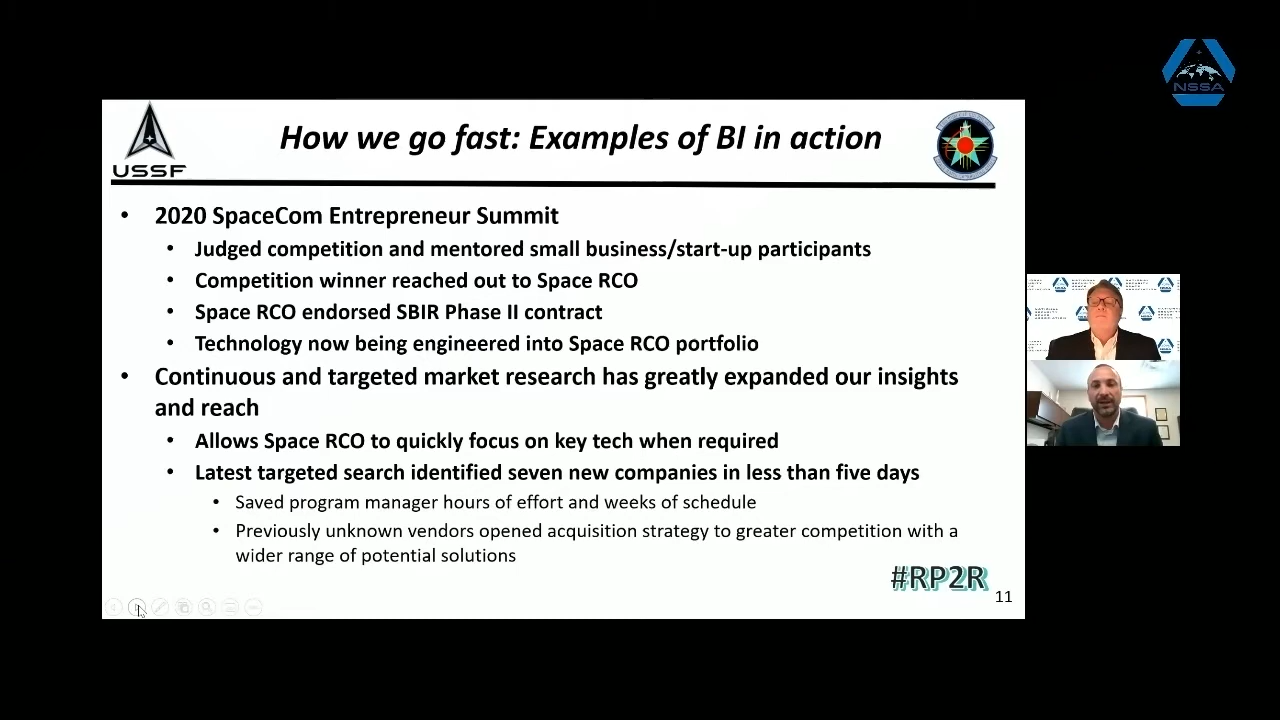 NSSA
How we go fast: Examples of BI in action
USSF
• 2020 SpaceCom Entrepreneur Summit
• Judged competition and mentored small business/start-up participants
• Competition winner reached out to Space RCO
• Space RCO endorsed SBIR Phase II contract
• Technology now being engineered into Space RCO portfolio
• Continuous and targeted market research has greatly expanded our insights
and reach
• Allows Space RCO to quickly focus on key tech when required
• Latest targeted search identified seven new companies in less than five days
• Saved program manager hours of effort and weeks of schedule
• Previously unknown vendors opened acquisition strategy to greater competition with a
wider range of potential solutions
#RP2R
11